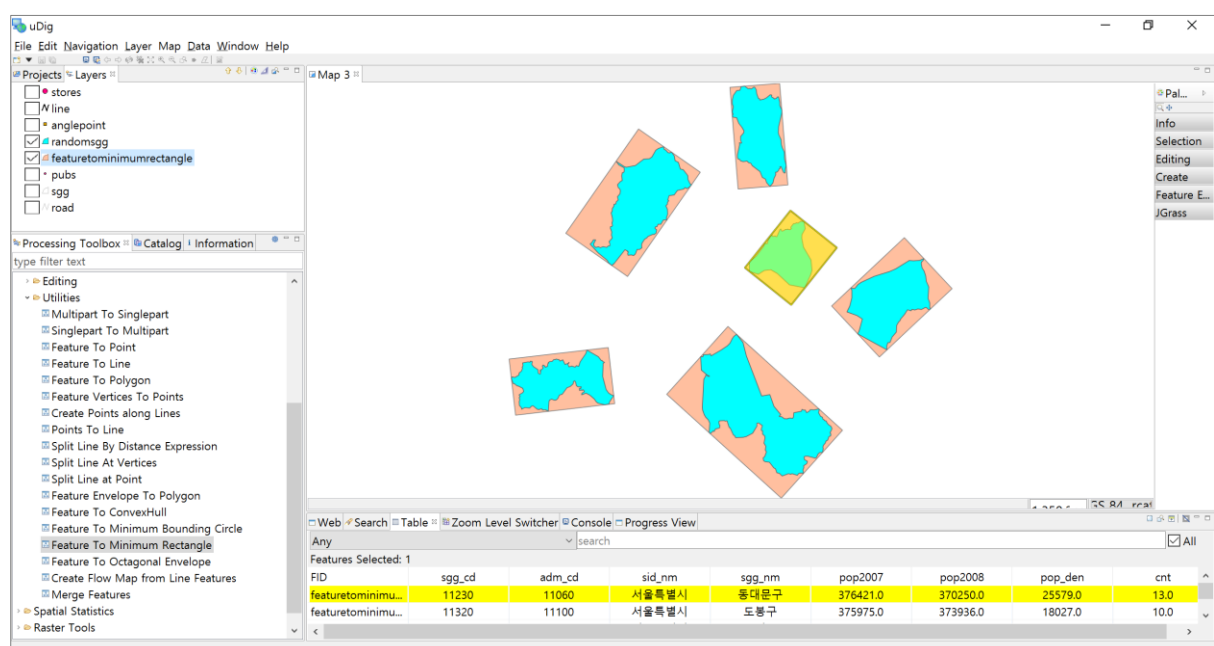 uDig
File Edit Navigation Layer Map Data Window Help
Projects Layers
stores
line
anglepoint
randomsgg
featuretominimumrectangle
pubs
sgg
road
Map 3
Pal...
Info
Selection
Editing
Create
Feature E...
JGrass
Processing Toolbox Catalog Information
type filter text
Editing
Utilities
Multipart To Singlepart
Singlepart To Multipart
Feature To Point
Feature To Line
Feature To Polygon
Feature Vertices To Points
Create Points along Lines
Points To Line
Split Line By Distance Expression
Split Line At Vertices
Split Line at Point
Feature Envelope To Polygon
Feature To ConvexHull
Feature To Minimum Bounding Circle
Feature To Minimum Rectangle
Feature To Octagonal Envelope
Create Flow Map from Line Features
Merge Features
Spatial Statistics
Raster Tools
Web Search Table Zoom Level Switcher Console Progress View
Any search All
Features Selected: 1
FID sgg_cd adm_cd sid_nm sgg_nm pop2007 pop2008 pop_den cnt
featuretominimu... 11230 11060 서울특별시 동대문구 376421.0 370250.0 25579.0 13.0
featuretominimu... 11320 11100 서울특별시 도봉구 375975.0 373936.0 18027.0 10.0